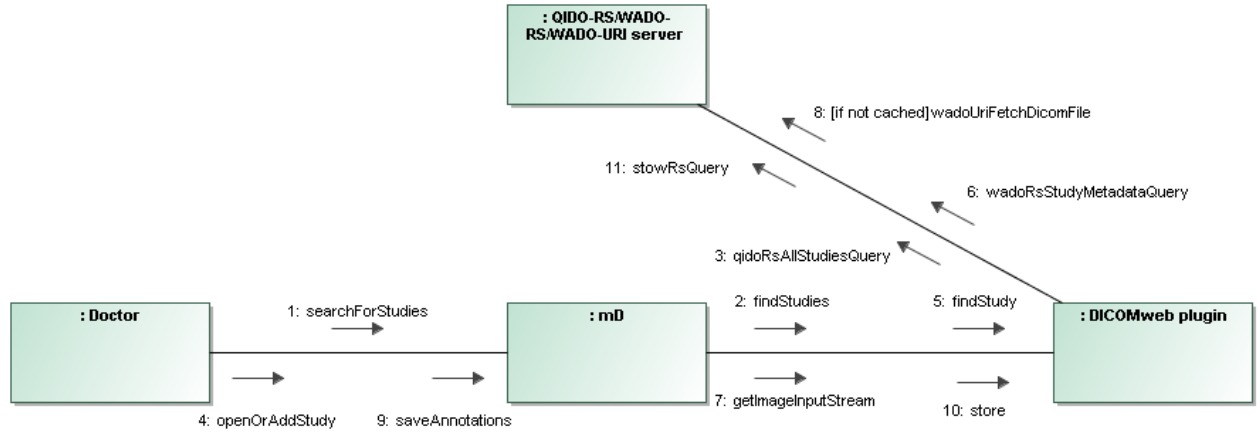 : QIDO-RS/WADO-
RS/WADO-URI server
8: [if not cached]wadoUriFetchDicomFile
11: stowRsQuery
6: wadoRsStudyMetadataQuery
3: qidoRsAllStudiesQuery
: Doctor
1: searchForStudies
: mD
2: findStudies
5: findStudy
: DICOMweb plugin
4: openOrAddStudy
9: saveAnnotations
7: getImageInputStream
10: store